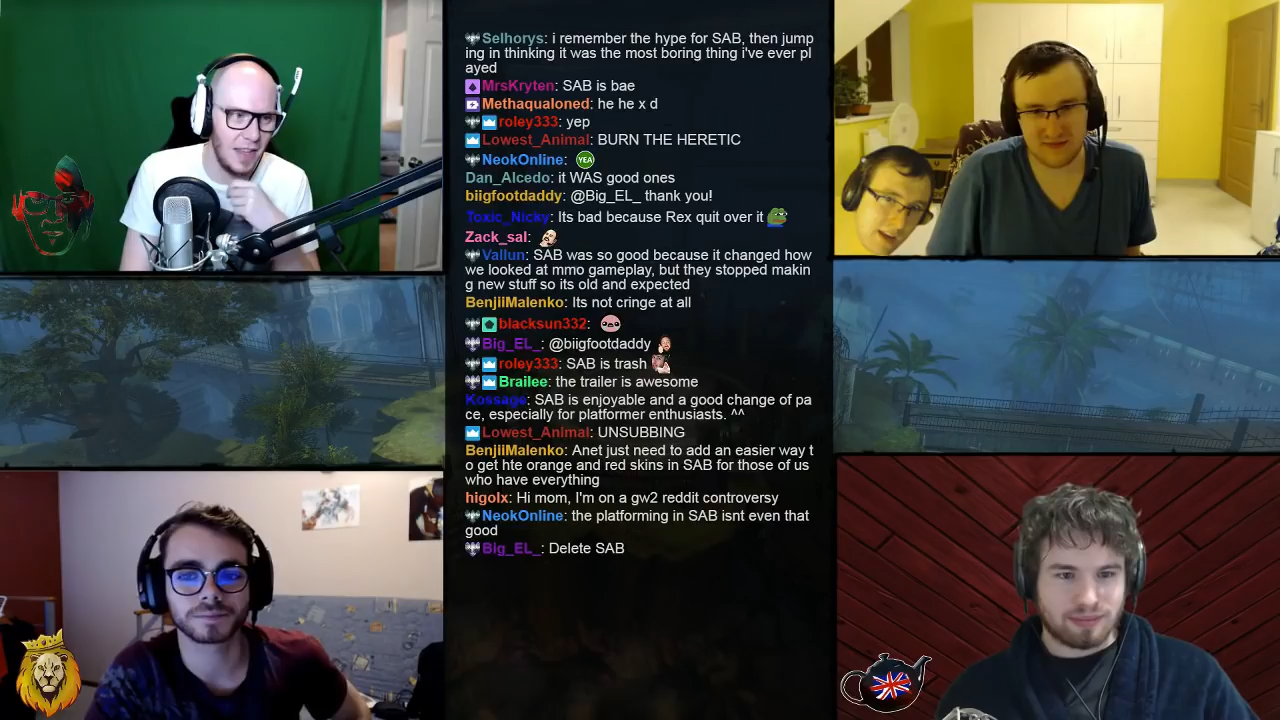 Selhorys: i remember the hype for SAB, then jump
ing in thinking it was the most boring thing i've ever pl
ayed
MrsKryten: SAB is bae
Methaqualoned: he he x d
roley333: yep
Lowest_Animal: BURN THE HERETIC
NeokOnline: YEA
Dan_Alcedo: it WAS good ones
biigfootdaddy: @Big_EL_ thank you!
Toxic_Nicky: Its bad because Rex quit over it
Zack_sal:
Vallun: SAB was so good because it changed how
we looked at mmo gameplay, but they stopped makin
g new stuff so its old and expected
BenjiiMalenko: Its not cringe at all
blacksun332:
Big_EL_: @biigfootdaddy
roley333: SAB is trash
Brailee: the trailer is awesome
Kossage: SAB is enjoyable and a good change of pa
ce, especially for platformer enthusiasts. ^^
Lowest_Animal: UNSUBBING
BenjiiMalenko: Anet just need to add an easier way t
o get hte orange and red skins in SAB for those of us
who have everything
higolx: Hi mom, I'm on a gw2 reddit controversy
NeokOnline: the platforming in SAB isnt even that
good
Big_EL_: Delete SAB